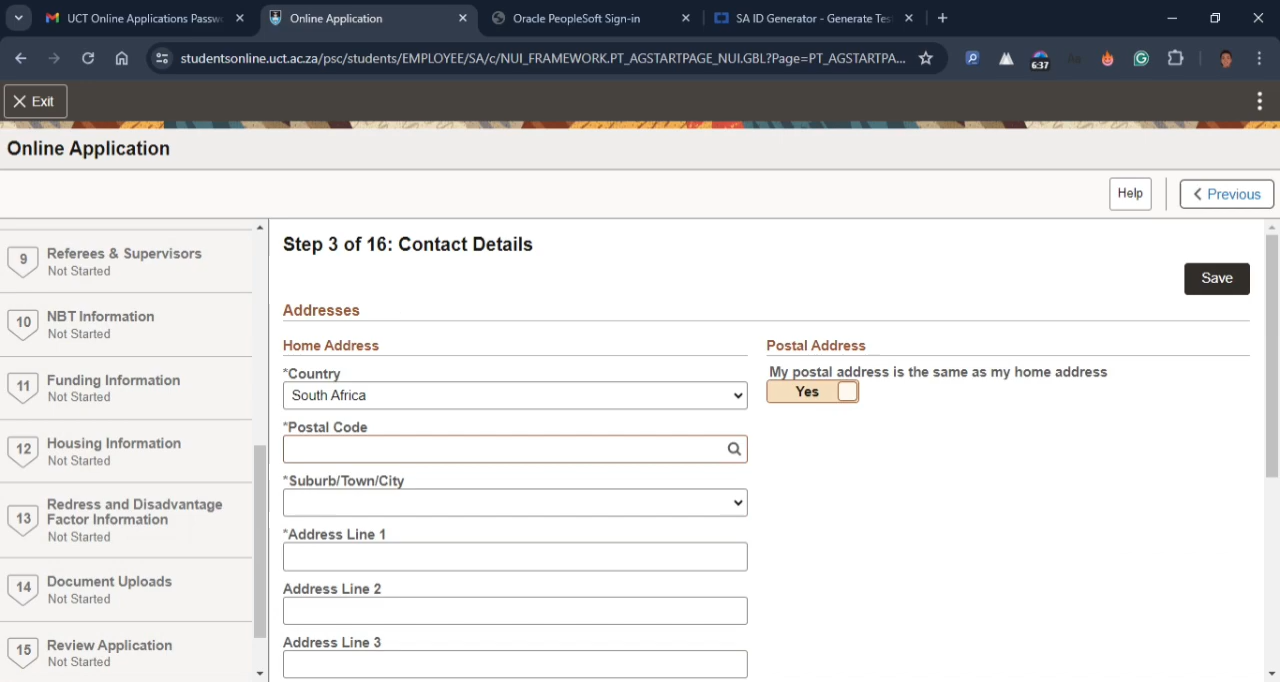 UCT Online Applications Passw
Online Application
Oracle PeopleSoft Sign-in
SA ID Generator - Generate Tes
studentsonline.uct.ac.za/psc/students/EMPLOYEE/SA/c/NUI_FRAMEWORK.PT_AGSTARTPAGE_NUI.GBL?Page=PT_AGSTARTPA...
637
Exit
Online Application
Help
Previous
9
Referees & Supervisors
Not Started
10
NBT Information
Not Started
11
Funding Information
Not Started
12
Housing Information
Not Started
13
Redress and Disadvantage
Factor Information
Not Started
14
Document Uploads
Not Started
15
Review Application
Not Started
Step 3 of 16: Contact Details
Save
Addresses
Home Address
*Country
South Africa
*Postal Code
*Suburb/Town/City
*Address Line 1
Address Line 2
Address Line 3
Postal Address
My postal address is the same as my home address
Yes